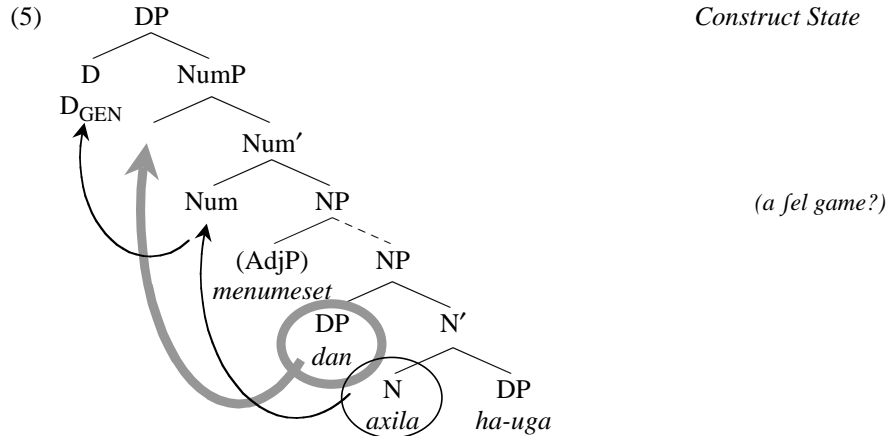 (5) DP Construct State
D NumP
D_GEN
Num′
Num NP (a ʃel game?)
(AdjP) NP
menumeset
DP N′
dan
N DP
axila ha-uga